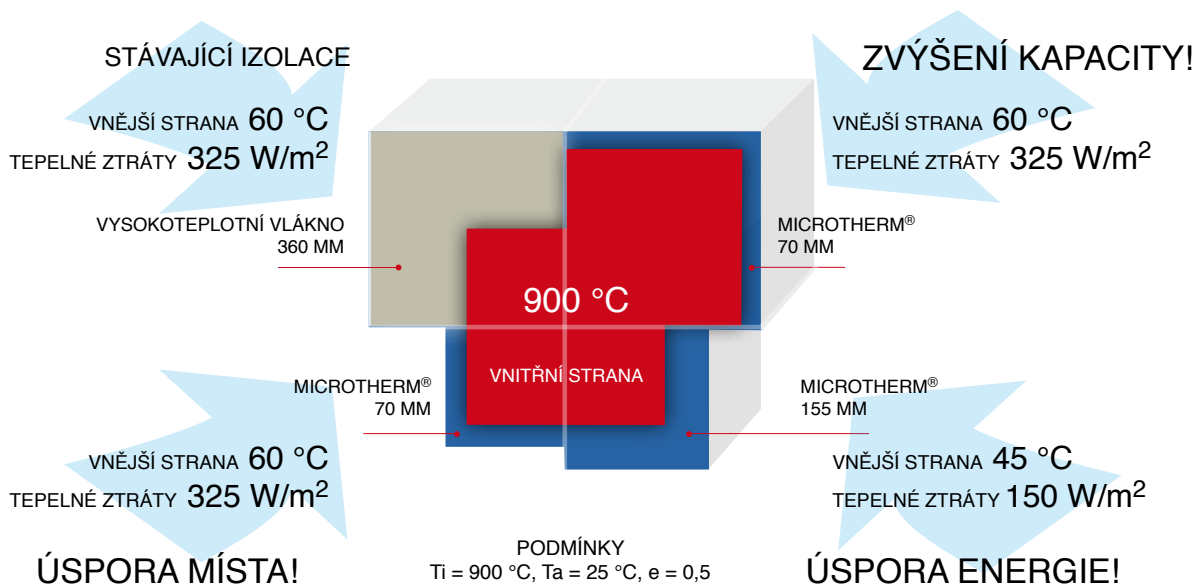 STÁVAJÍCÍ IZOLACE
VNĚJŠÍ STRANA 60 °C
TEPELNÉ ZTRÁTY 325 W/m²
VYSOKOTEPLOTNÍ VLÁKNO
360 MM
ZVÝŠENÍ KAPACITY!
VNĚJŠÍ STRANA 60 °C
TEPELNÉ ZTRÁTY 325 W/m²
MICROTHERM®
70 MM
900 °C
VNITŘNÍ STRANA
MICROTHERM®
70 MM
VNĚJŠÍ STRANA 60 °C
TEPELNÉ ZTRÁTY 325 W/m²
ÚSPORA MÍSTA!
MICROTHERM®
155 MM
VNĚJŠÍ STRANA 45 °C
TEPELNÉ ZTRÁTY 150 W/m²
ÚSPORA ENERGIE!
PODMÍNKY
Ti = 900 °C, Ta = 25 °C, e = 0,5